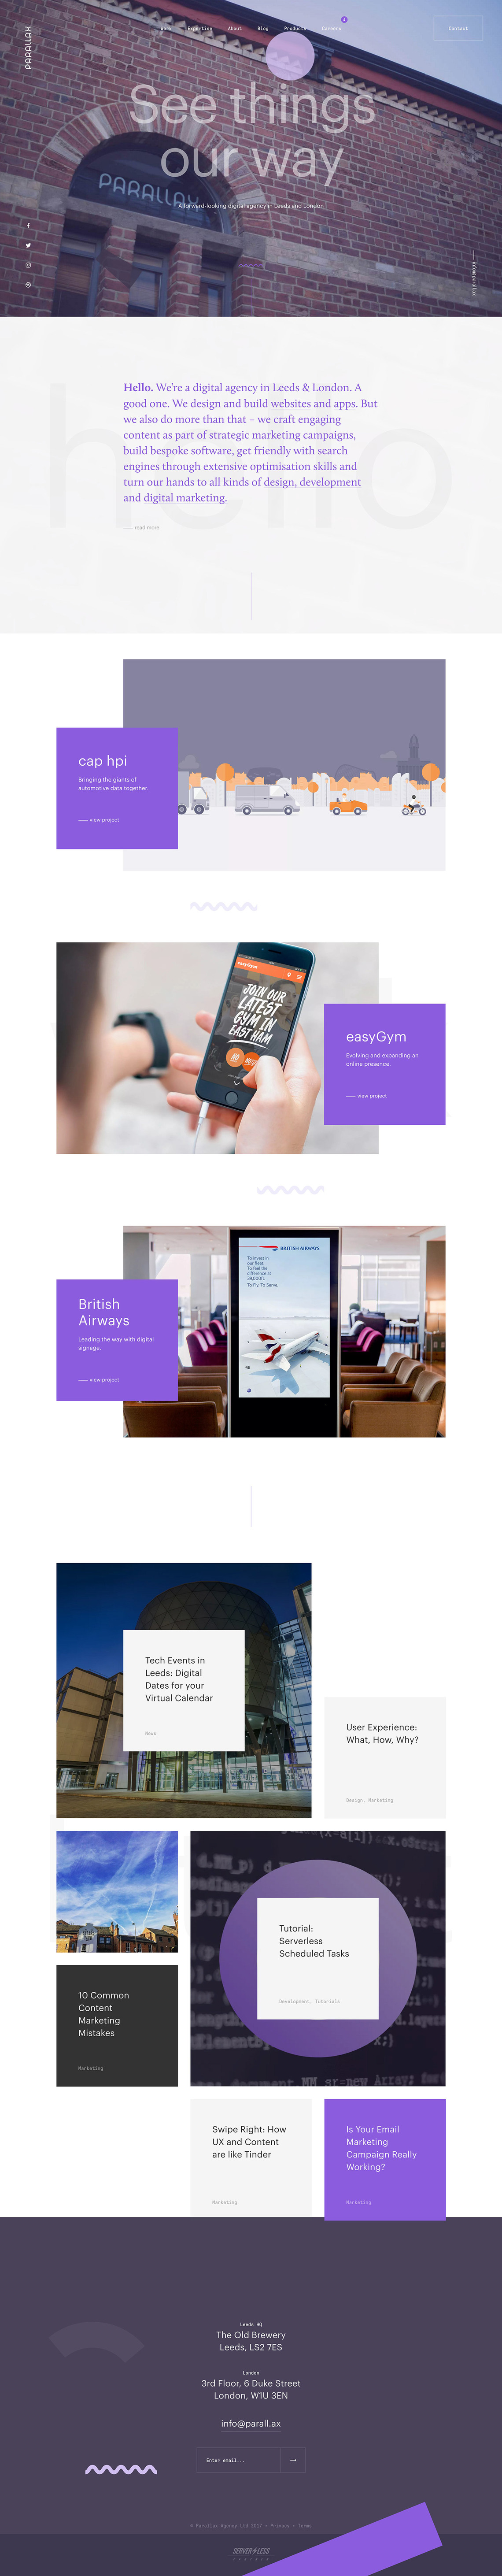 PARALLAX
Work
Expertise
About
Blog
Products
Careers
Contact
See things
our way
PARALLAX
A forward-looking digital agency in Leeds and London
hello@parall.ax
hello
Hello. We're a digital agency in Leeds & London. A
good one. We design and build websites and apps. But
we also do more than that – we craft engaging
content as part of strategic marketing campaigns,
build bespoke software, get friendly with search
engines through extensive optimisation skills and
turn our hands to all kinds of design, development
and digital marketing.
read more
cap hpi
Bringing the giants of
automotive data together.
view project
easyGym
JOIN OUR
LATEST
GYM IN
EAST HAM
easyGym
Evolving and expanding an
online presence.
view project
BRITISH AIRWAYS
To invest in
our fleet.
To feel the
difference at
39,000ft.
To Fly. To Serve.
British
Airways
Leading the way with digital
signage.
view project
Tech Events in
Leeds: Digital
Dates for your
Virtual Calendar
News
User Experience:
What, How, Why?
Design, Marketing
Tutorial:
Serverless
Scheduled Tasks
Development, Tutorials
10 Common
Content
Marketing
Mistakes
Marketing
Swipe Right: How
UX and Content
are like Tinder
Marketing
Is Your Email
Marketing
Campaign Really
Working?
Marketing
Leeds HQ
The Old Brewery
Leeds, LS2 7ES
London
3rd Floor, 6 Duke Street
London, W1U 3EN
info@parall.ax
Enter email...
© Parallax Agency Ltd 2017 – Privacy – Terms
SERVERLESS